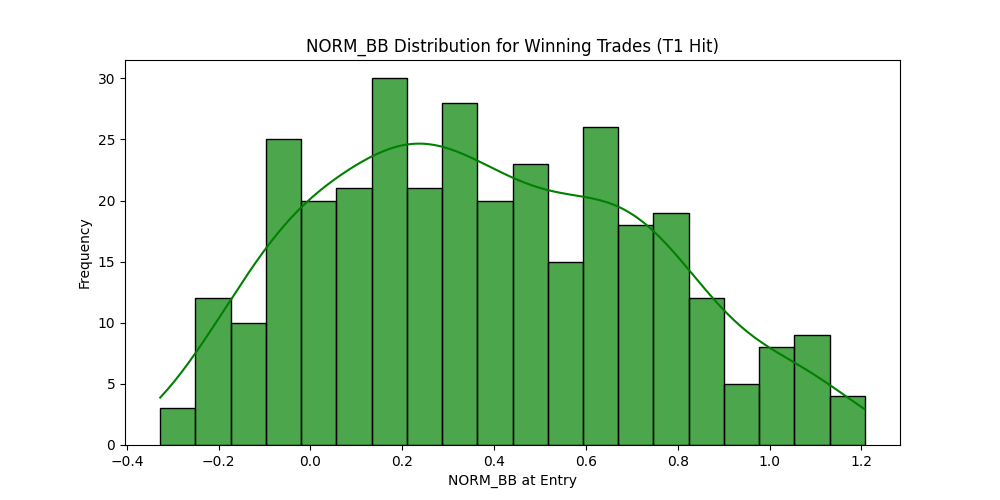 NORM_BB Distribution for Winning Trades (T1 Hit)
30
25
20
15
10
5
0
Frequency
−0.4 −0.2 0.0 0.2 0.4 0.6 0.8 1.0 1.2
NORM_BB at Entry